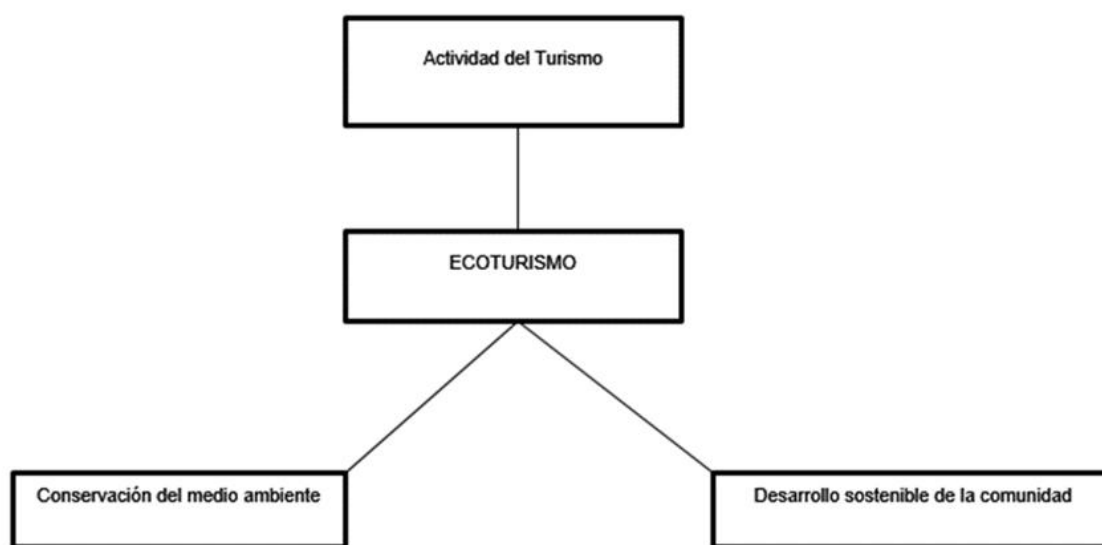 Actividad del Turismo
ECOTURISMO
Conservación del medio ambiente
Desarrollo sostenible de la comunidad